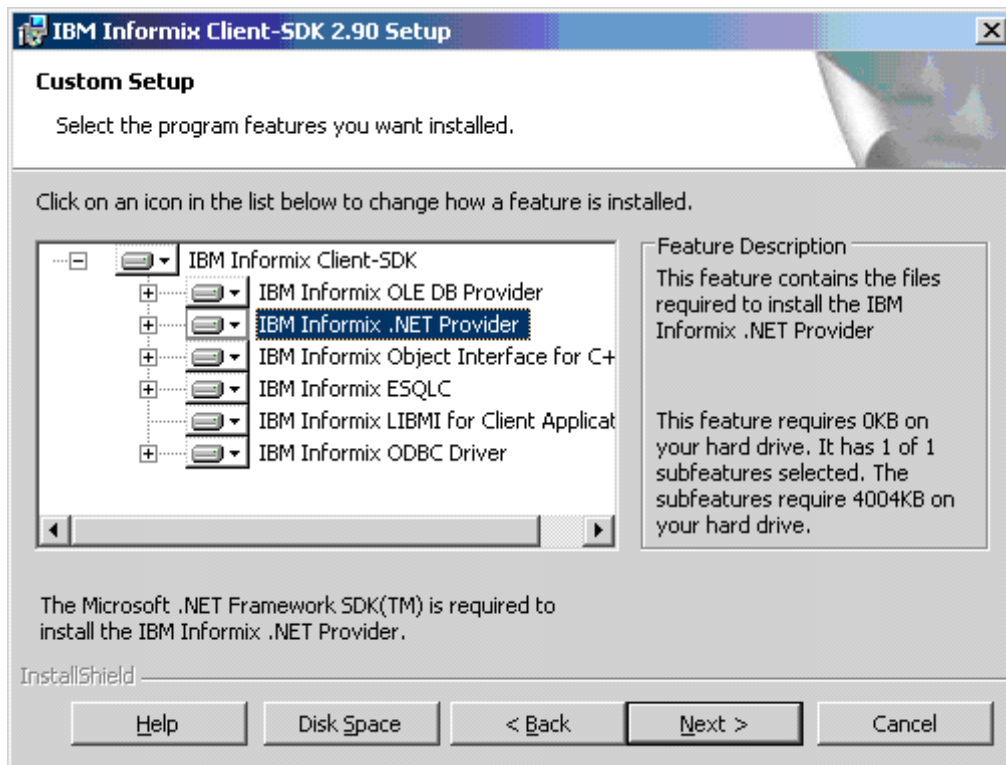 IBM Informix Client-SDK 2.90 Setup
Custom Setup
Select the program features you want installed.
Click on an icon in the list below to change how a feature is installed.
IBM Informix Client-SDK
IBM Informix OLE DB Provider
IBM Informix .NET Provider
IBM Informix Object Interface for C+
IBM Informix ESQLC
IBM Informix LIBMI for Client Applicat
IBM Informix ODBC Driver
Feature Description
This feature contains the files
required to install the IBM
Informix .NET Provider
This feature requires 0KB on
your hard drive. It has 1 of 1
subfeatures selected. The
subfeatures require 4004KB on
your hard drive.
The Microsoft .NET Framework SDK(TM) is required to
install the IBM Informix .NET Provider.
InstallShield
Help
Disk Space
< Back
Next >
Cancel